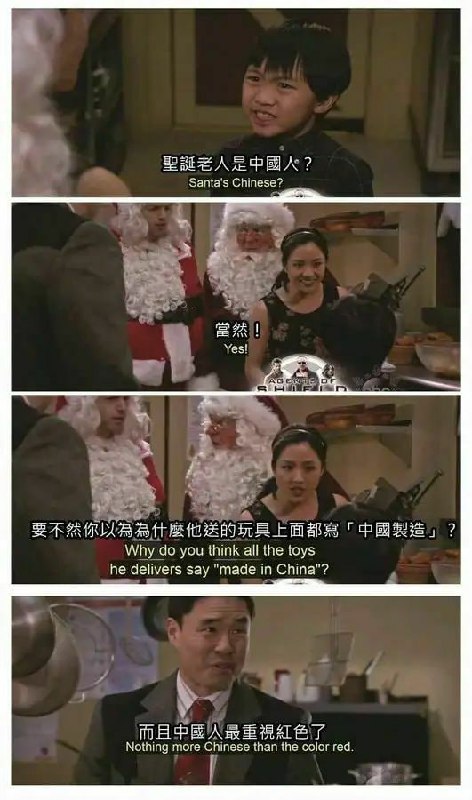 聖誕老人是中國人？
Santa's Chinese?
當然！
Yes!
AGENTS OF
S.H.I.E.L.D
要不然你以為為什麼他送的玩具上面都寫「中國製造」？
Why do you think all the toys
he delivers say "made in China"?
而且中國人最重視紅色了
Nothing more Chinese than the color red.